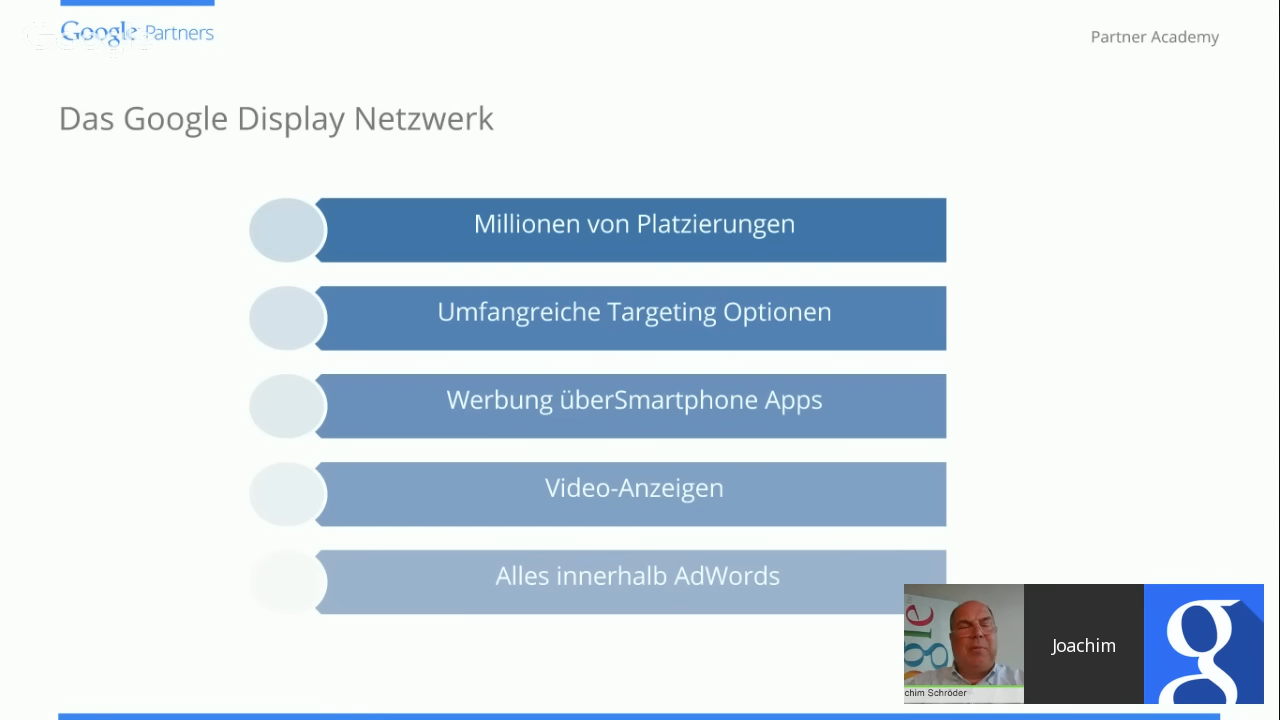 Google Partners
Partner Academy
Das Google Display Netzwerk
Millionen von Platzierungen
Umfangreiche Targeting Optionen
Werbung überSmartphone Apps
Video-Anzeigen
Alles innerhalb AdWords
Joachim
chim Schröder
g